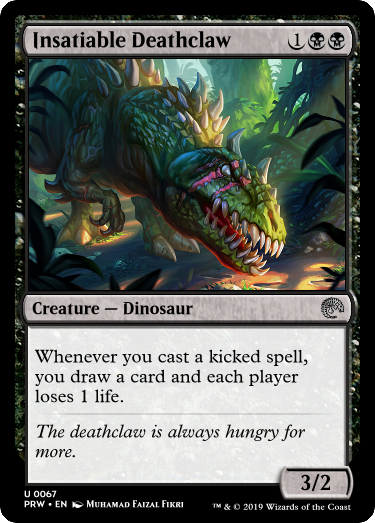 Insatiable Deathclaw 1
Creature — Dinosaur
Whenever you cast a kicked spell,
you draw a card and each player
loses 1 life.
The deathclaw is always hungry for
more.
3/2
U 0067
PRW • EN Muhamad Faizal Fikri
™ & © 2019 Wizards of the Coast